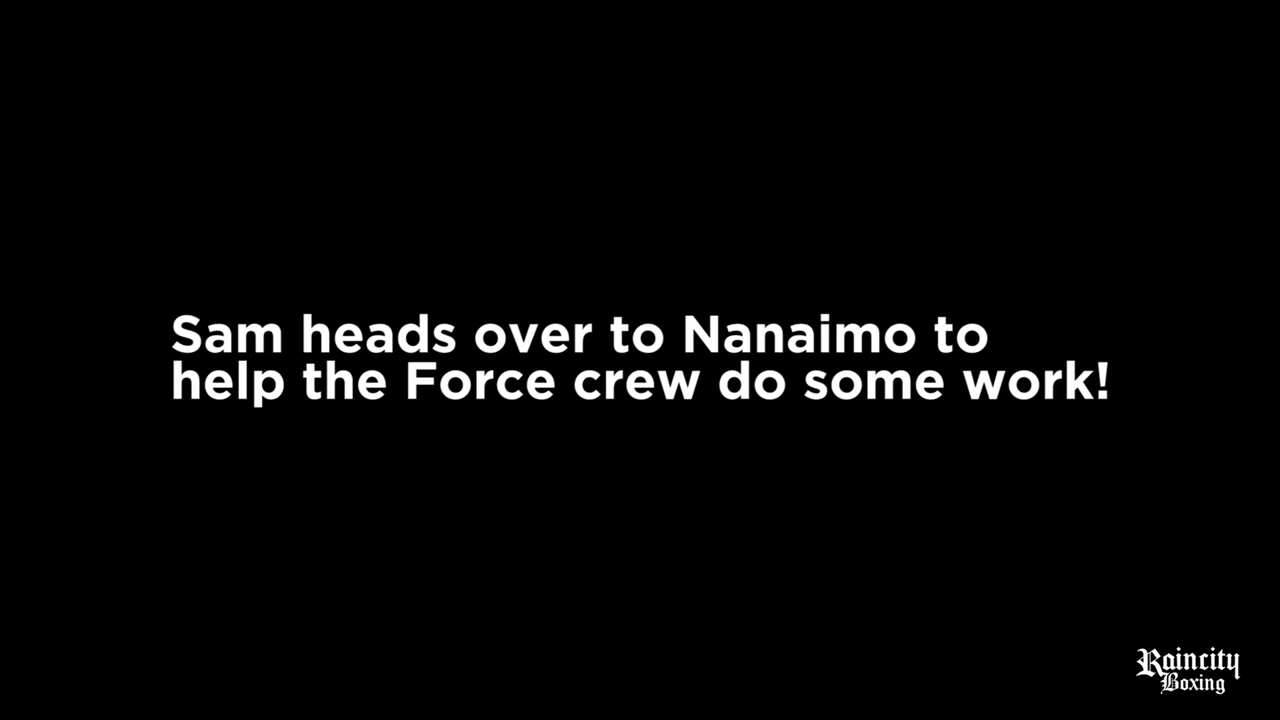 Sam heads over to Nanaimo to
help the Force crew do some work!
Raincity
Boxing